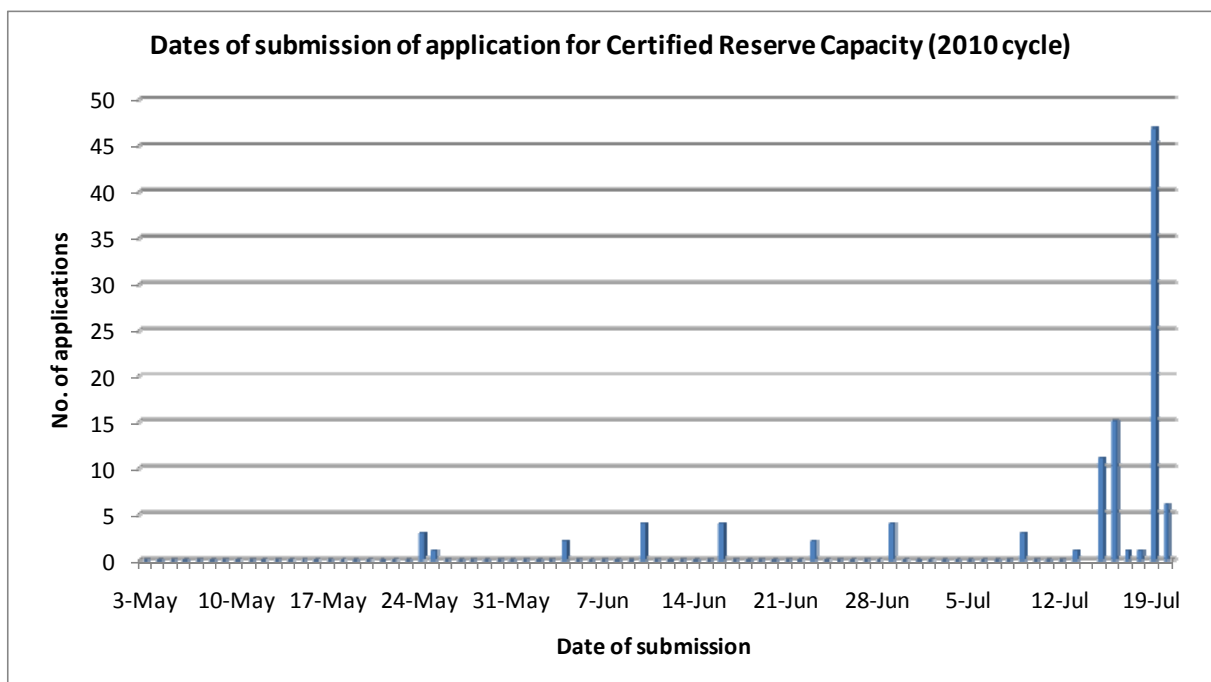 Dates of submission of application for Certified Reserve Capacity (2010 cycle)
50
45
40
35
30
25
20
15
10
5
0
No. of applications
3-May 10-May 17-May 24-May 31-May 7-Jun 14-Jun 21-Jun 28-Jun 5-Jul 12-Jul 19-Jul
Date of submission